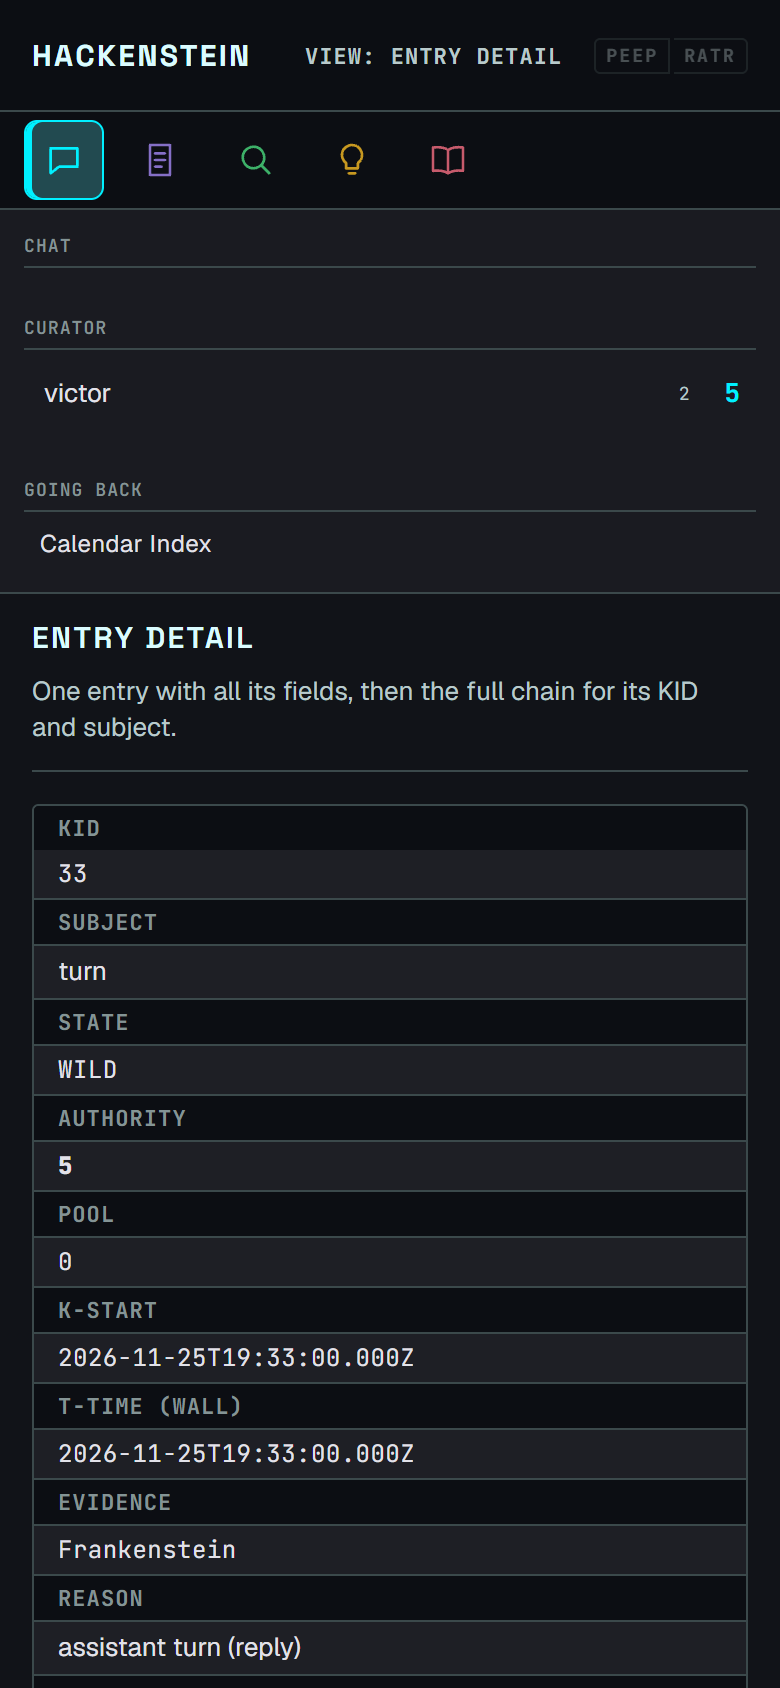 HACKENSTEIN
VIEW: ENTRY DETAIL
PEEP
RATR
CHAT
CURATOR
victor 2 5
GOING BACK
Calendar Index
ENTRY DETAIL
One entry with all its fields, then the full chain for its KID
and subject.
KID
33
SUBJECT
turn
STATE
WILD
AUTHORITY
5
POOL
0
K-START
2026-11-25T19:33:00.000Z
T-TIME (WALL)
2026-11-25T19:33:00.000Z
EVIDENCE
Frankenstein
REASON
assistant turn (reply)